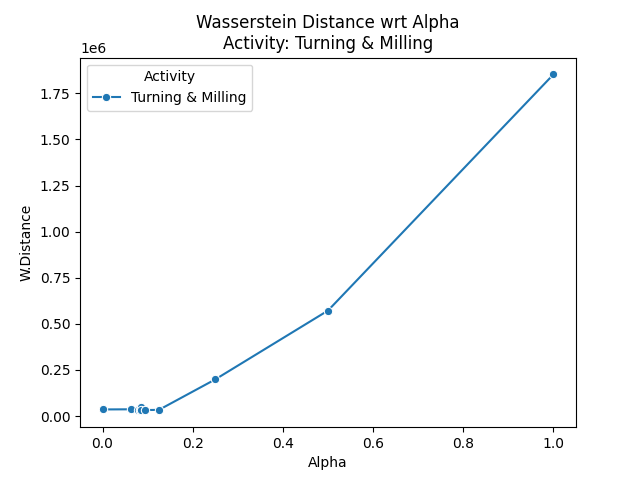 Wasserstein Distance wrt Alpha
Activity: Turning & Milling
1e6
Activity
Turning & Milling
1.75
1.50
1.25
1.00
0.75
0.50
0.25
0.00
W.Distance
0.0 0.2 0.4 0.6 0.8 1.0
Alpha